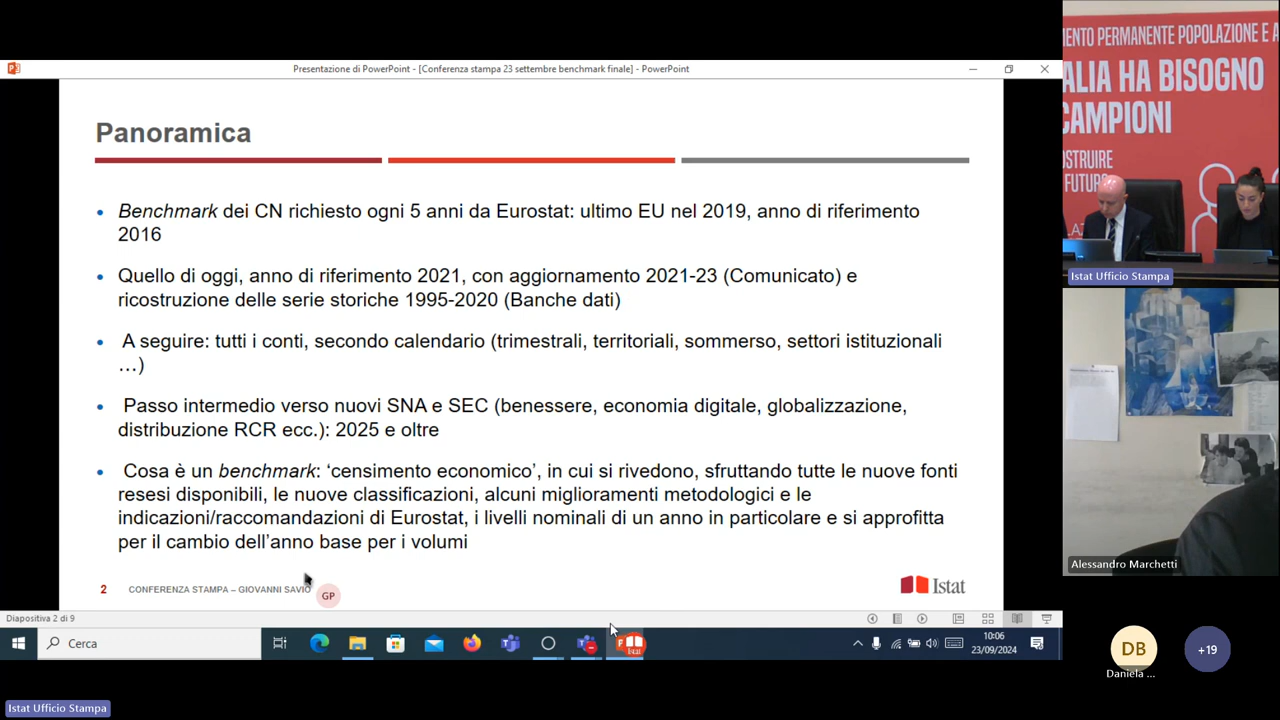 Presentazione di PowerPoint - [Conferenza stampa 23 settembre benchmark finale] - PowerPoint
Panoramica
• Benchmark dei CN richiesto ogni 5 anni da Eurostat: ultimo EU nel 2019, anno di riferimento
2016
• Quello di oggi, anno di riferimento 2021, con aggiornamento 2021-23 (Comunicato) e
ricostruzione delle serie storiche 1995-2020 (Banche dati)
• A seguire: tutti i conti, secondo calendario (trimestrali, territoriali, sommerso, settori istituzionali
…)
• Passo intermedio verso nuovi SNA e SEC (benessere, economia digitale, globalizzazione,
distribuzione RCR ecc.): 2025 e oltre
• Cosa è un benchmark: ‘censimento economico’, in cui si rivedono, sfruttando tutte le nuove fonti
resesi disponibili, le nuove classificazioni, alcuni miglioramenti metodologici e le
indicazioni/raccomandazioni di Eurostat, i livelli nominali di un anno in particolare e si approfitta
per il cambio dell’anno base per i volumi
2 CONFERENZA STAMPA – GIOVANNI SAVIO
GP
Istat
Diapositiva 2 di 9
Cerca
Istat
10:06
23/09/2024
Istat Ufficio Stampa
MENTO PERMANENTE POPOLAZIONE E A
ALIA HA BISOGNO
CAMPIONI
OSTRUIRE
FUTURO
Istat Ufficio Stampa
Alessandro Marchetti
DB
Daniela ...
+19